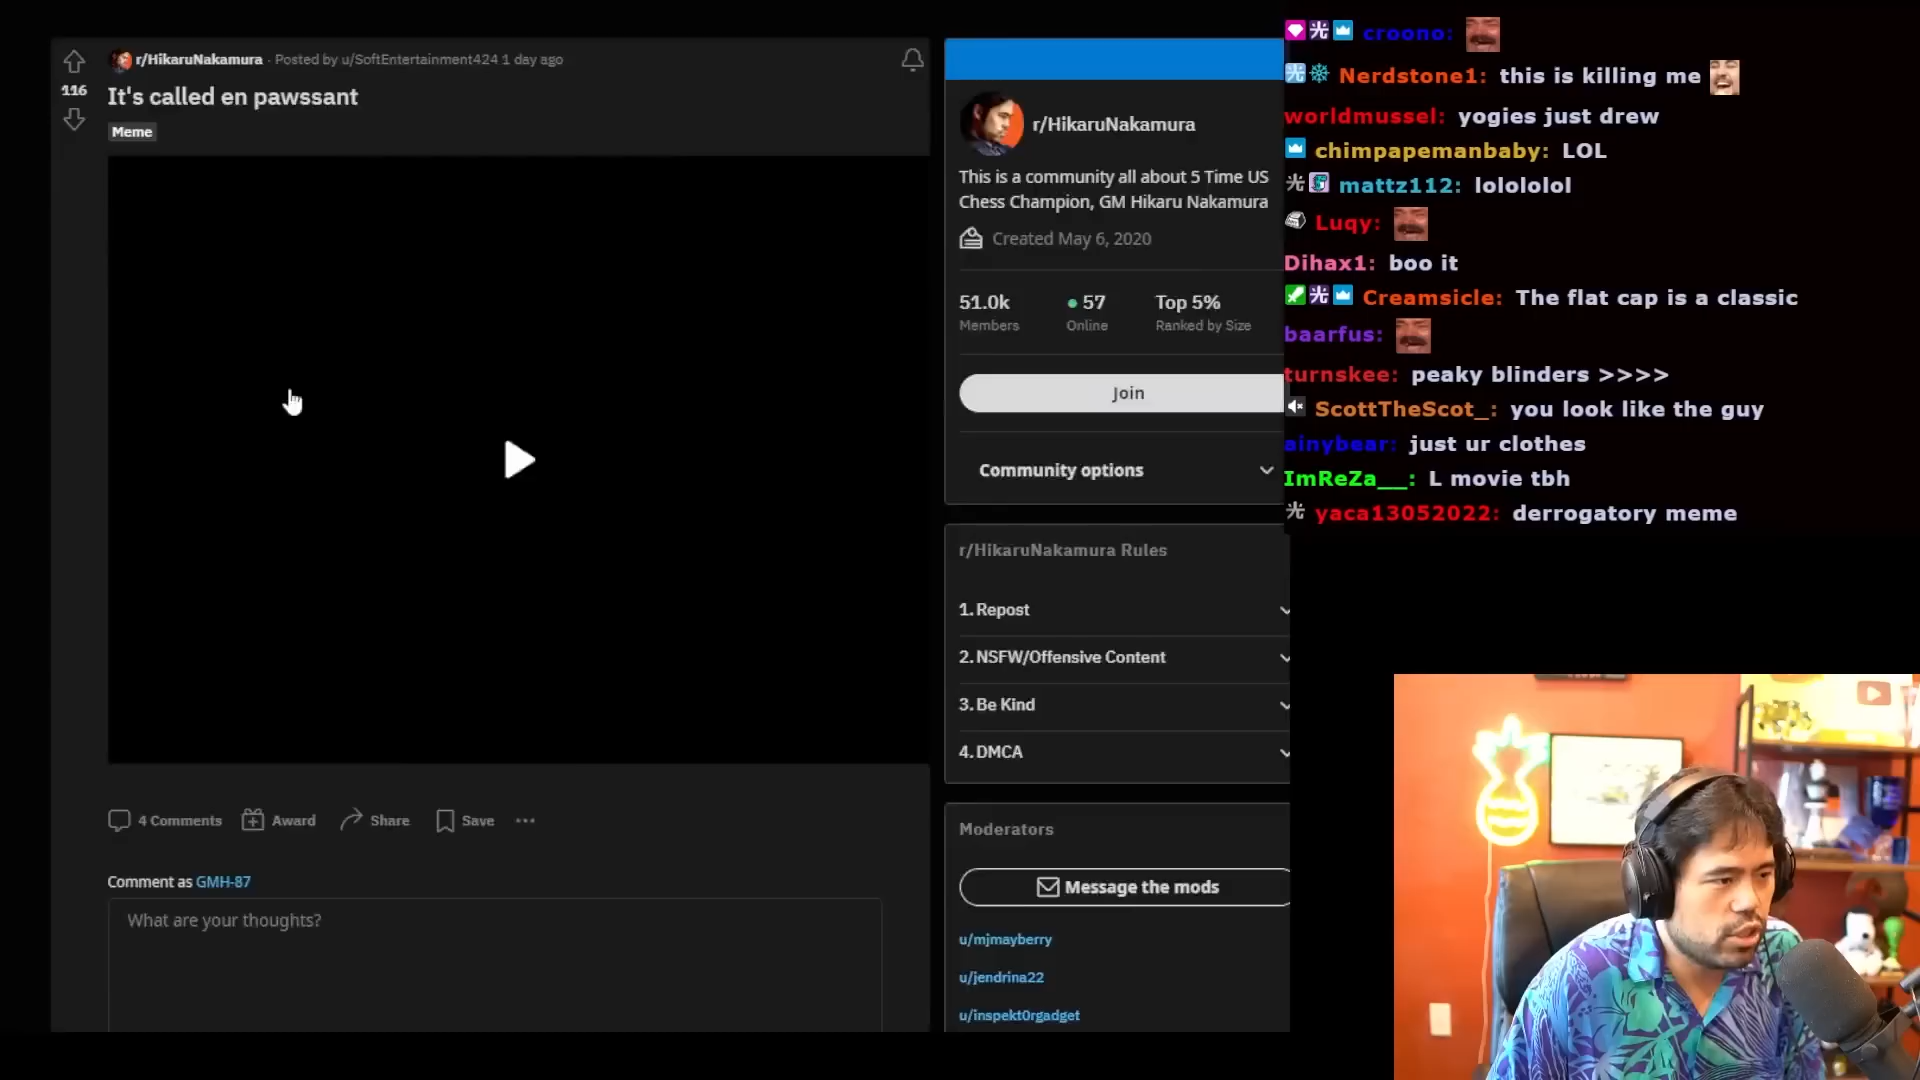 r/HikaruNakamura · Posted by u/SoftEntertainment424 1 day ago
116
It's called en pawssant
Meme
4 Comments
Award
Share
Save
Comment as GMH-87
What are your thoughts?
r/HikaruNakamura
This is a community all about 5 Time US
Chess Champion, GM Hikaru Nakamura
Created May 6, 2020
51.0k 57 Top 5%
Members Online Ranked by Size
Join
Community options
r/HikaruNakamura Rules
1. Repost
2. NSFW/Offensive Content
3. Be Kind
4. DMCA
Moderators
Message the mods
u/mjmayberry
u/jendrina22
u/inspekt0rgadget
croono:
Nerdstone1: this is killing me
worldmussel: yogies just drew
chimpapemanbaby: LOL
mattz112: lolololol
Luqy:
Dihax1: boo it
Creamsicle: The flat cap is a classic
baarfus:
turnskee: peaky blinders >>>>
ScottTheScot_: you look like the guy
ainybear: just ur clothes
ImReZa__: L movie tbh
yaca13052022: derrogatory meme